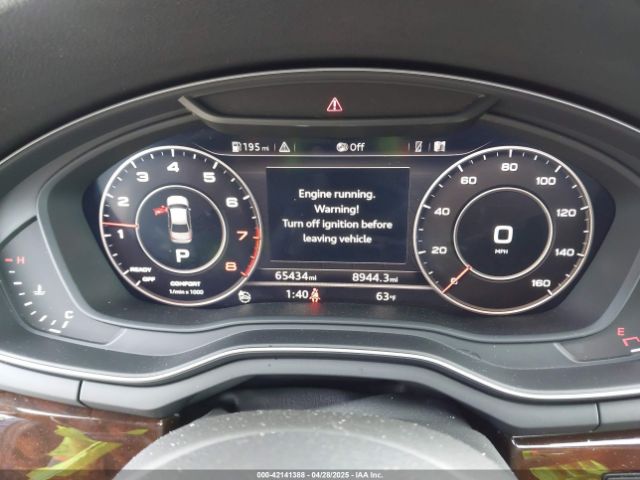 195 mi Off
Engine running.
Warning!
Turn off ignition before
leaving vehicle
1 2 3 4 5 6 7 8
P
READY
OFF
COMFORT
1/min x 1000
0 20 40 60 80 100 120 140 160
0
MPH
65434 mi 8944.3 mi
1:40 63°F
H
C
E
000-42141388 04/28/2025 - IAA Inc.